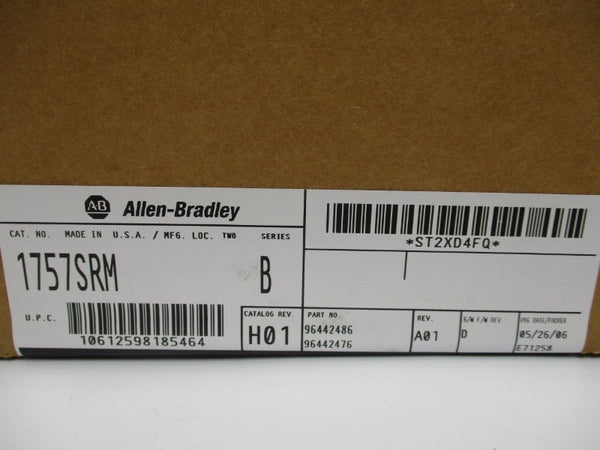 AB Allen-Bradley
CAT. NO. MADE IN U.S.A. / MFG. LOC. TWB SERIES
1757SRM B
U.P.C.
10612598185464
CATALOG REV.
H01
*ST2XD4FQ*
PART NO.
96442486
96442476
REV.
A01
S/W F/W REV.
D
PKG DATE/PACKER
05/26/06
E71258